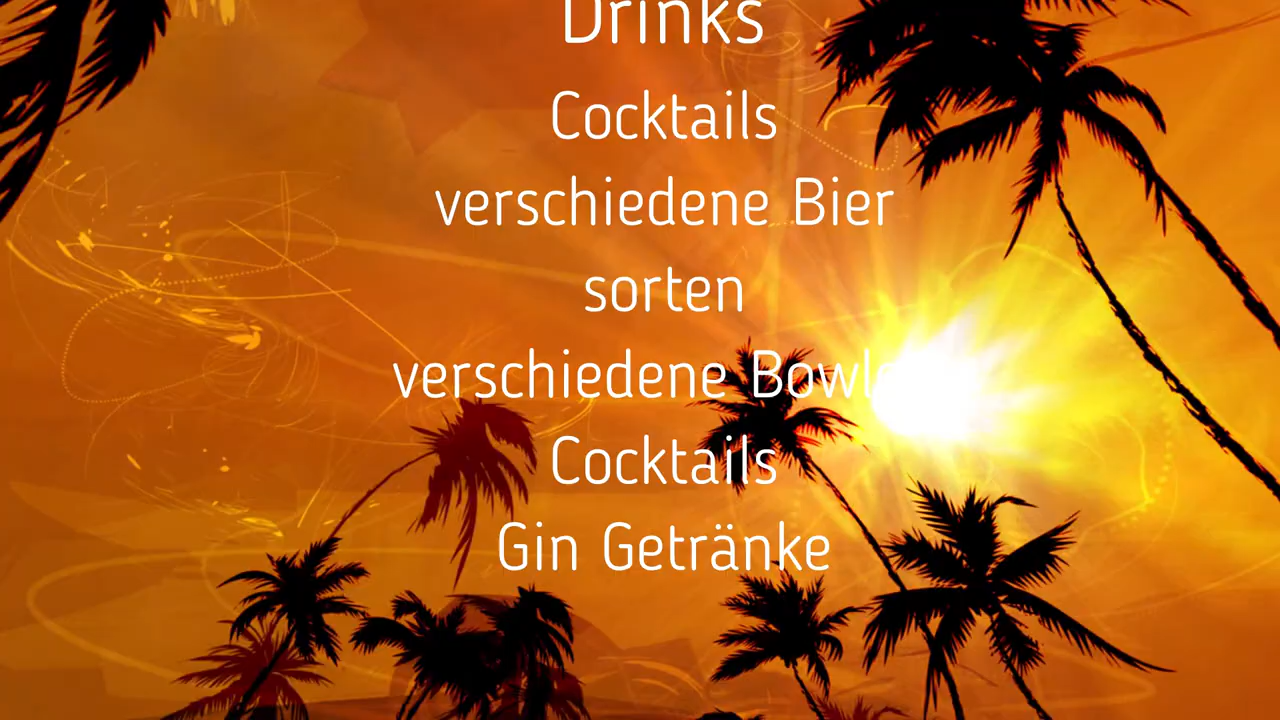 Drinks
Cocktails
verschiedene Bier
sorten
verschiedene
Cocktails
Gin Getränke